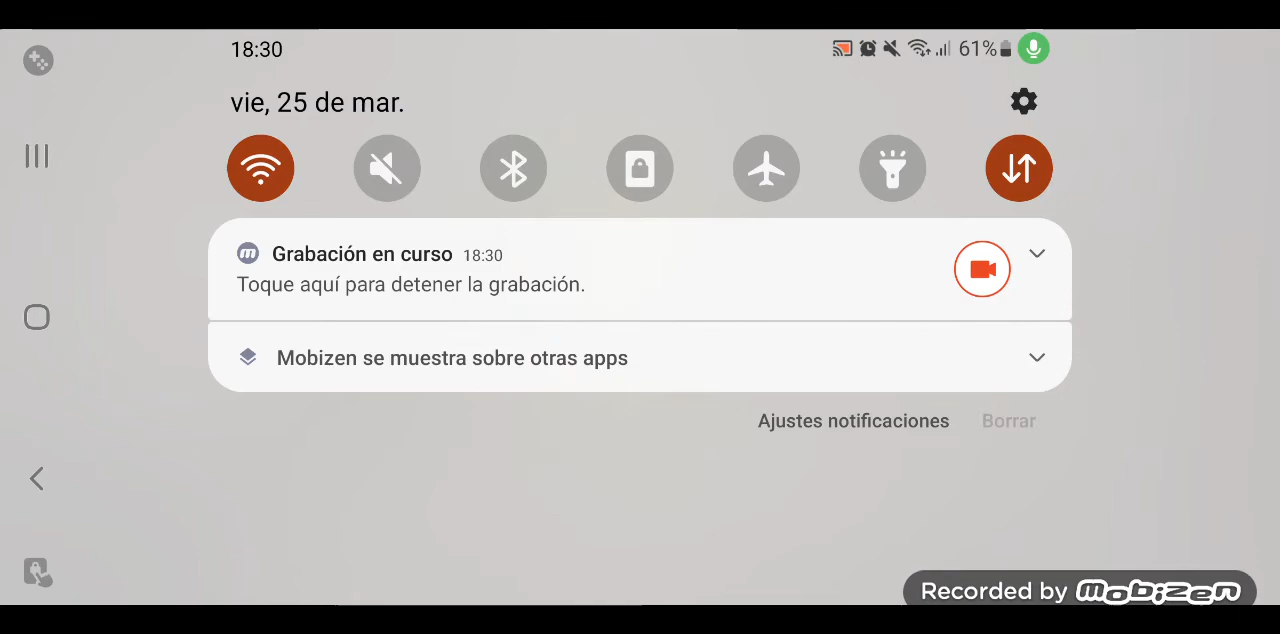 18:30
61%
vie, 25 de mar.
Grabación en curso 18:30
Toque aquí para detener la grabación.
Mobizen se muestra sobre otras apps
Ajustes notificaciones Borrar
Recorded by mobizen